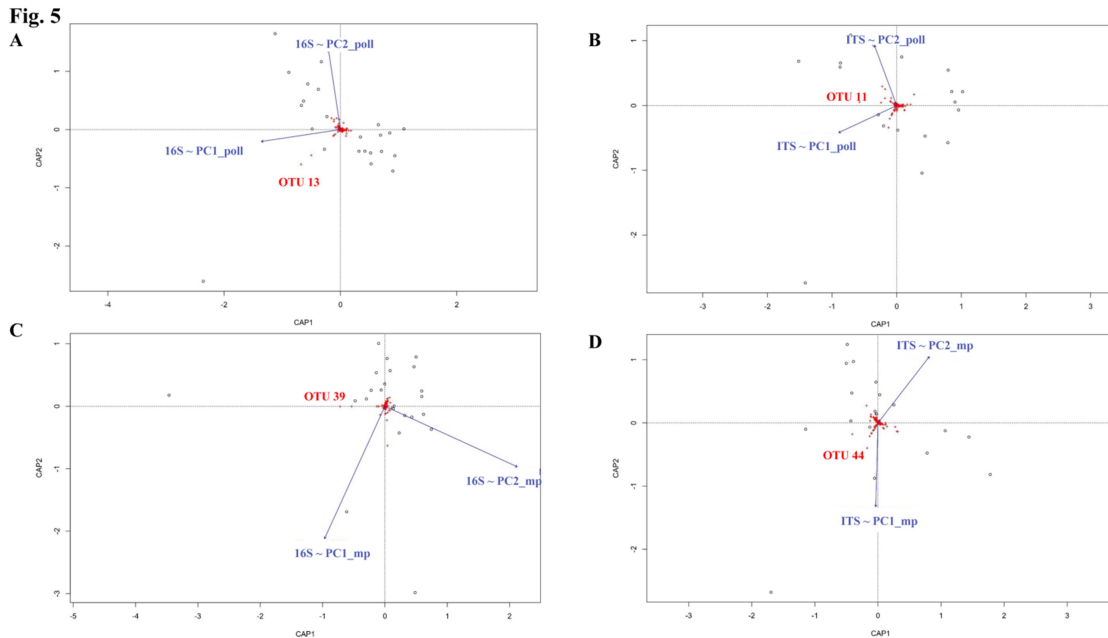 Fig. 5
A
16S ~ PC2_poll
16S ~ PC1_poll
OTU 13
1
0
-1
-2
CAP2
-4
-2
0
2
CAP1
B
ITS ~ PC2_poll
OTU 11
ITS ~ PC1_poll
1
0
-1
-2
CAP2
-3
-2
-1
0
1
2
3
CAP1
C
OTU 39
16S ~ PC2_mp
16S ~ PC1_mp
1
0
-1
-2
-3
CAP2
-5
-4
-3
-2
-1
0
1
2
CAP1
D
ITS ~ PC2_mp
OTU 44
ITS ~ PC1_mp
1
0
-1
-2
CAP2
-3
-2
-1
0
1
2
3
CAP1